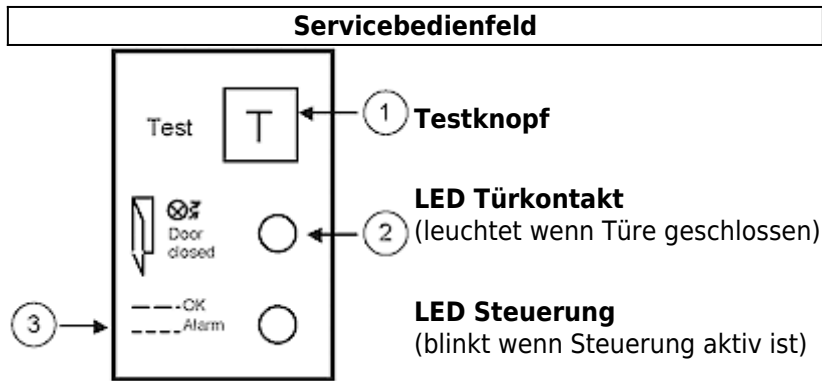 Servicebedienfeld
Test
T
1
Testknopf
LED Türkontakt
(leuchtet wenn Türe geschlossen)
Door
closed
2
LED Steuerung
(blinkt wenn Steuerung aktiv ist)
3
OK
Alarm